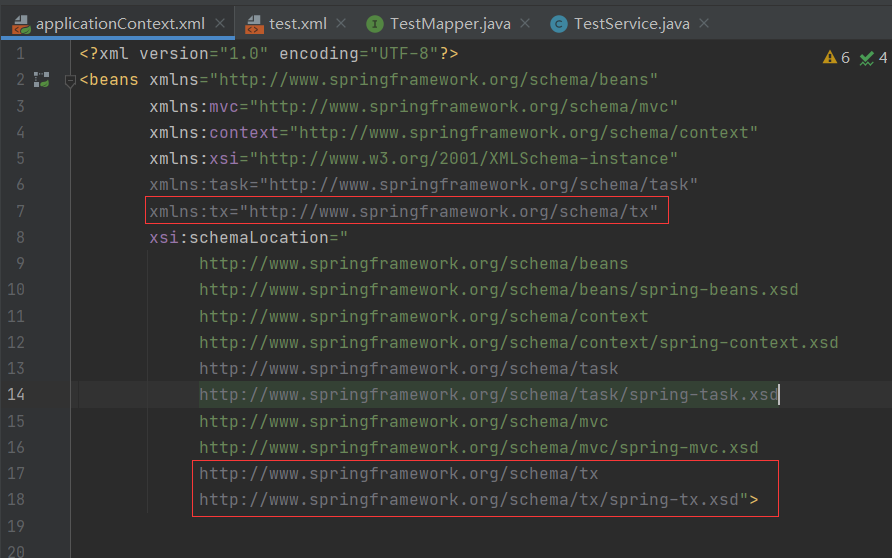 applicationContext.xml × test.xml × I TestMapper.java × C TestService.java ×
1 <?xml version="1.0" encoding="UTF-8"?> 6 4
2 <beans xmlns="http://www.springframework.org/schema/beans"
3 xmlns:mvc="http://www.springframework.org/schema/mvc"
4 xmlns:context="http://www.springframework.org/schema/context"
5 xmlns:xsi="http://www.w3.org/2001/XMLSchema-instance"
6 xmlns:task="http://www.springframework.org/schema/task"
7 xmlns:tx="http://www.springframework.org/schema/tx"
8 xsi:schemaLocation="
9 http://www.springframework.org/schema/beans
10 http://www.springframework.org/schema/beans/spring-beans.xsd
11 http://www.springframework.org/schema/context
12 http://www.springframework.org/schema/context/spring-context.xsd
13 http://www.springframework.org/schema/task
14 http://www.springframework.org/schema/task/spring-task.xsd
15 http://www.springframework.org/schema/mvc
16 http://www.springframework.org/schema/mvc/spring-mvc.xsd
17 http://www.springframework.org/schema/tx
18 http://www.springframework.org/schema/tx/spring-tx.xsd">
19
20